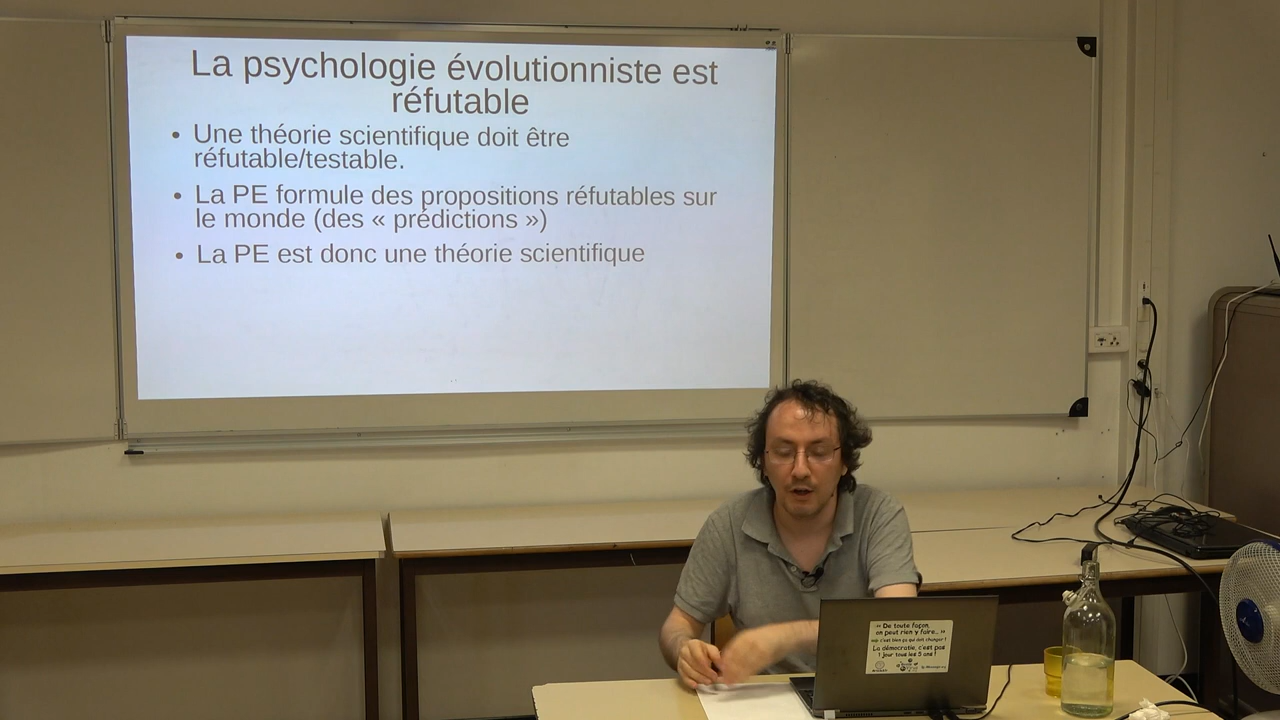 La psychologie évolutionniste est
réfutable
• Une théorie scientifique doit être
réfutable/testable.
• La PE formule des propositions réfutables sur
le monde (des « prédictions »)
• La PE est donc une théorie scientifique
« De toute façon,
on peut rien y faire... »
La démocratie, c'est pas
1 jour tous les 5 ans !